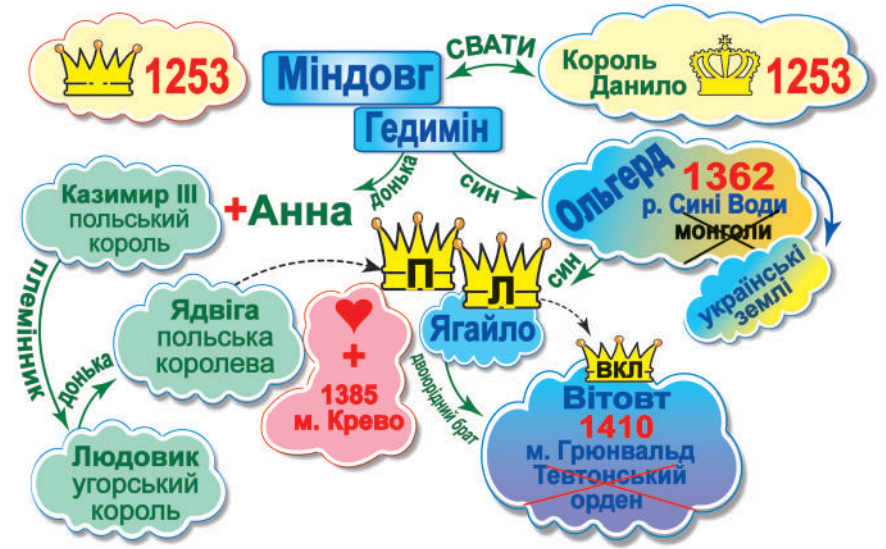 1253
Міндовг
СВАТИ
Король
Данило
1253
Гедимін
донька
син
Казимир III
польський
король
+Анна
Ольгерд
1362
р. Сині Води
монголи
українські
землі
син
П
Л
Ягайло
племінник
Ядвіга
польська
королева
донька
+
1385
м. Крево
двоюрідний брат
ВКЛ
Вітовт
1410
м. Грюнвальд
Тевтонський
орден
Людовик
угорський
король